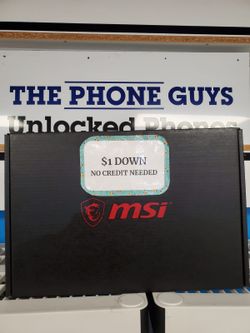 THE PHONE GUYS
Unlocked Phones
$1 DOWN
NO CREDIT NEEDED
msi